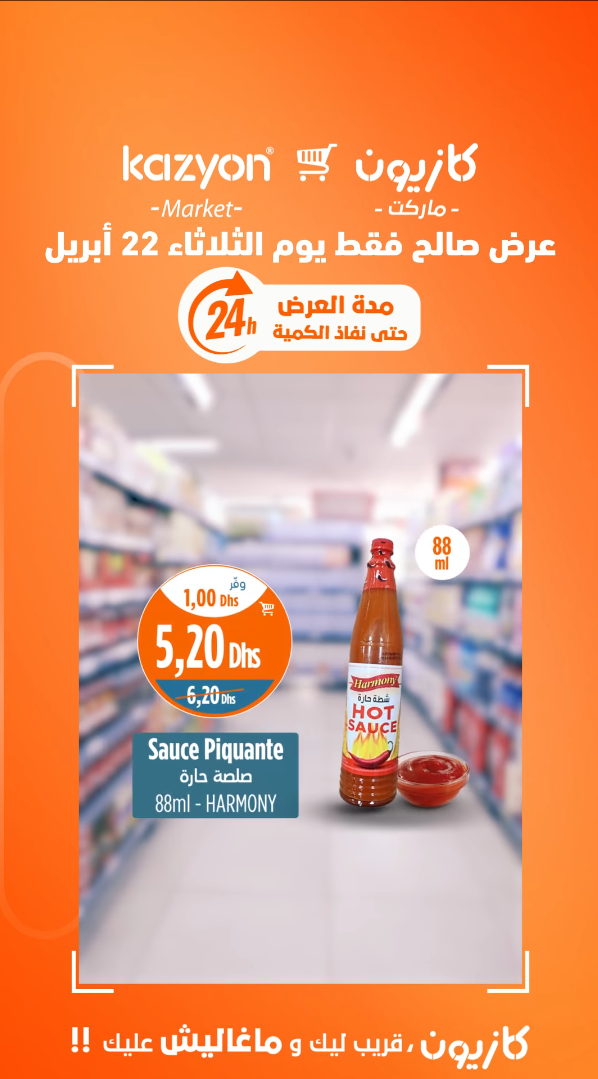 kazyon® كازيون
-Market- - ماركت -
عرض صالح فقط يوم الثلاثاء 22 أبريل
24h
مدة العرض
حتى نفاذ الكمية
88
ml
وفّر
1,00 Dhs
5,20 Dhs
6,20 Dhs
Harmony
شطة حارة
HOT
SAUCE
Sauce Piquante
صلصة حارة
88ml - HARMONY
كازيون، قريب ليك و ماغاليش عليك !!